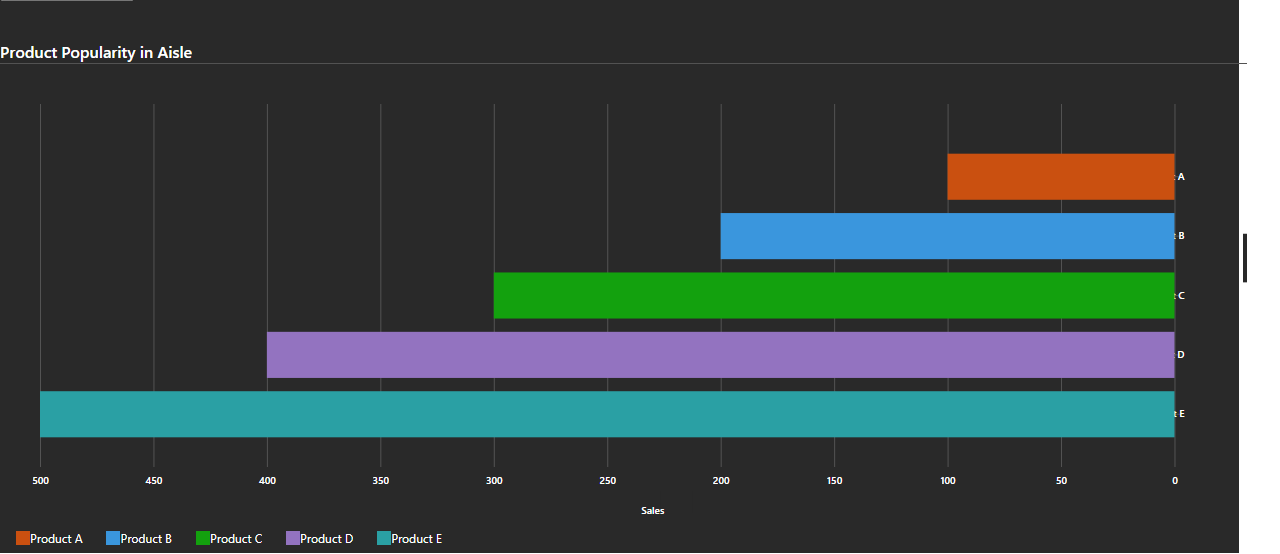 Product Popularity in Aisle
t A
t B
t C
t D
t E
500 450 400 350 300 250 200 150 100 50 0
Sales
Product A Product B Product C Product D Product E